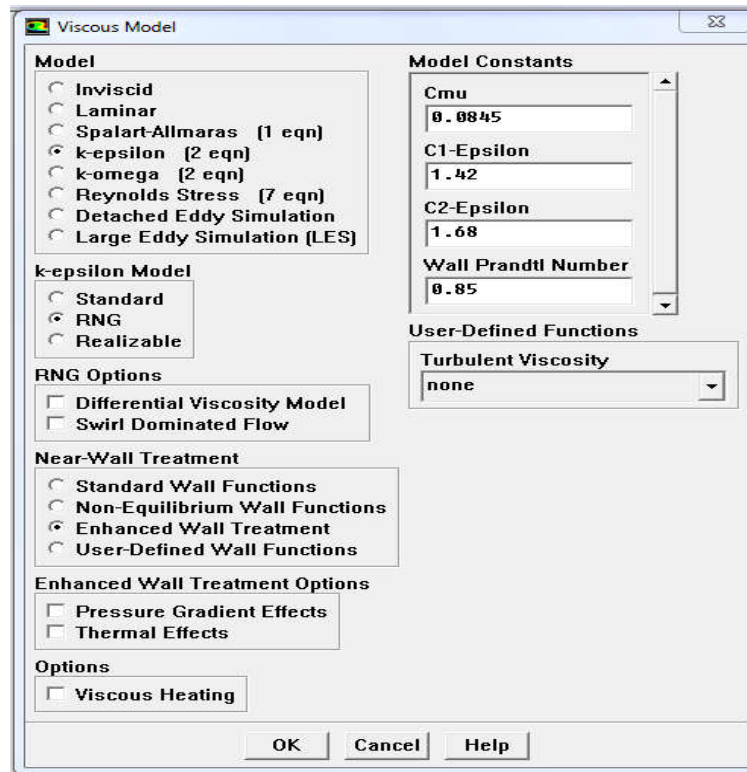 Viscous Model
Model
Inviscid
Laminar
Spalart-Allmaras (1 eqn)
k-epsilon (2 eqn)
k-omega (2 eqn)
Reynolds Stress (7 eqn)
Detached Eddy Simulation
Large Eddy Simulation (LES)
k-epsilon Model
Standard
RNG
Realizable
RNG Options
Differential Viscosity Model
Swirl Dominated Flow
Near-Wall Treatment
Standard Wall Functions
Non-Equilibrium Wall Functions
Enhanced Wall Treatment
User-Defined Wall Functions
Enhanced Wall Treatment Options
Pressure Gradient Effects
Thermal Effects
Options
Viscous Heating
Model Constants
Cmu
0.0845
C1-Epsilon
1.42
C2-Epsilon
1.68
Wall Prandtl Number
0.85
User-Defined Functions
Turbulent Viscosity
none
OK Cancel Help